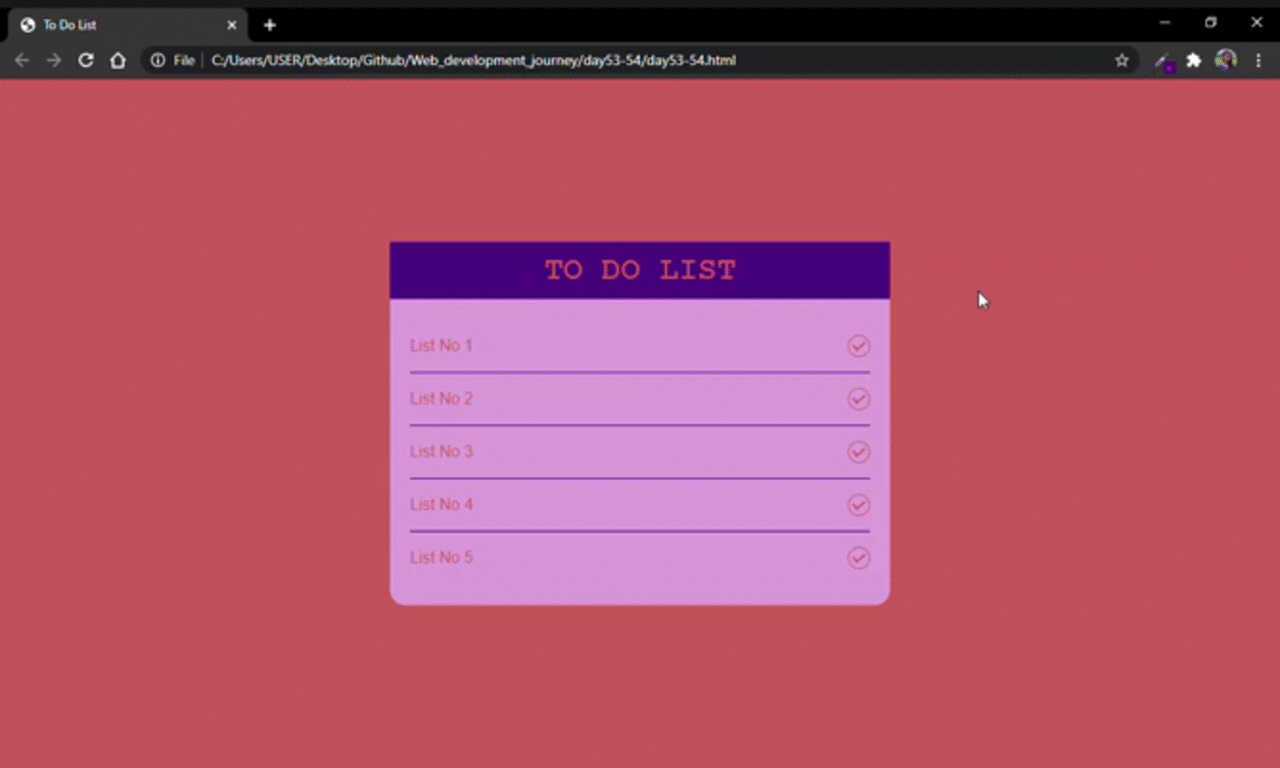 To Do List
File C:/Users/USER/Desktop/Github/Web_development_journey/day53-54/day53-54.html
TO DO LIST
List No 1
List No 2
List No 3
List No 4
List No 5